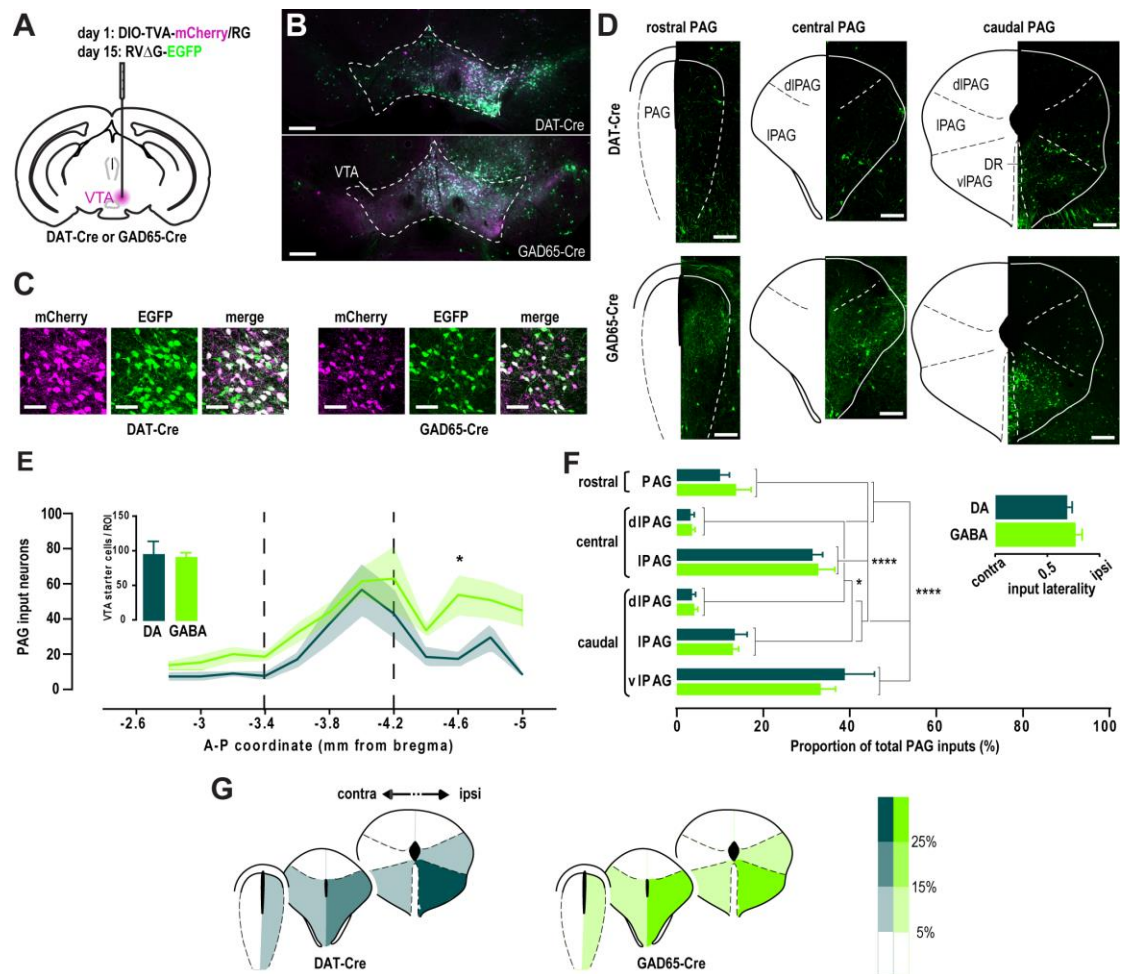 A
day 1: DIO-TVA-mCherry/RG
day 15: RV∆G-EGFP
VTA
DAT-Cre or GAD65-Cre
B
DAT-Cre
VTA
GAD65-Cre
C
mCherry EGFP merge
DAT-Cre
mCherry EGFP merge
GAD65-Cre
D
rostral PAG central PAG caudal PAG
DAT-Cre
PAG
dlPAG
lPAG
dlPAG
lPAG
DR
vlPAG
GAD65-Cre
E
PAG input neurons
100
80
60
40
20
0
VTA starter cells / ROI
150
100
50
0
DA GABA
*
-2.6 -3 -3.4 -3.8 -4.2 -4.6 -5
A-P coordinate (mm from bregma)
F
rostral PAG
central dlPAG
lPAG
caudal dlPAG
lPAG
vlPAG
****
*
****
0 20 40 60 80 100
Proportion of total PAG inputs (%)
DA
GABA
contra 0.5 ipsi
input laterality
G
contra ipsi
DAT-Cre
GAD65-Cre
25%
15%
5%